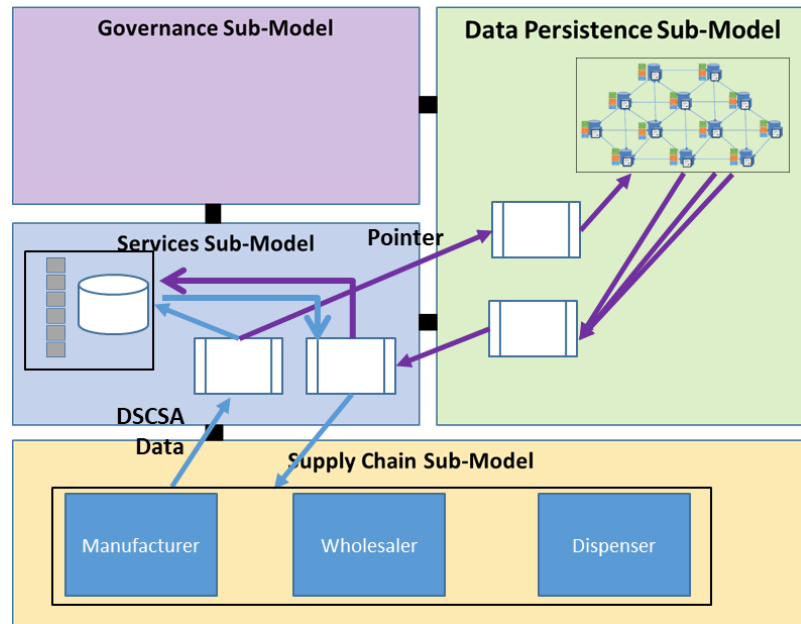 Governance Sub-Model
Data Persistence Sub-Model
Services Sub-Model
Pointer
DSCSA
Data
Supply Chain Sub-Model
Manufacturer
Wholesaler
Dispenser